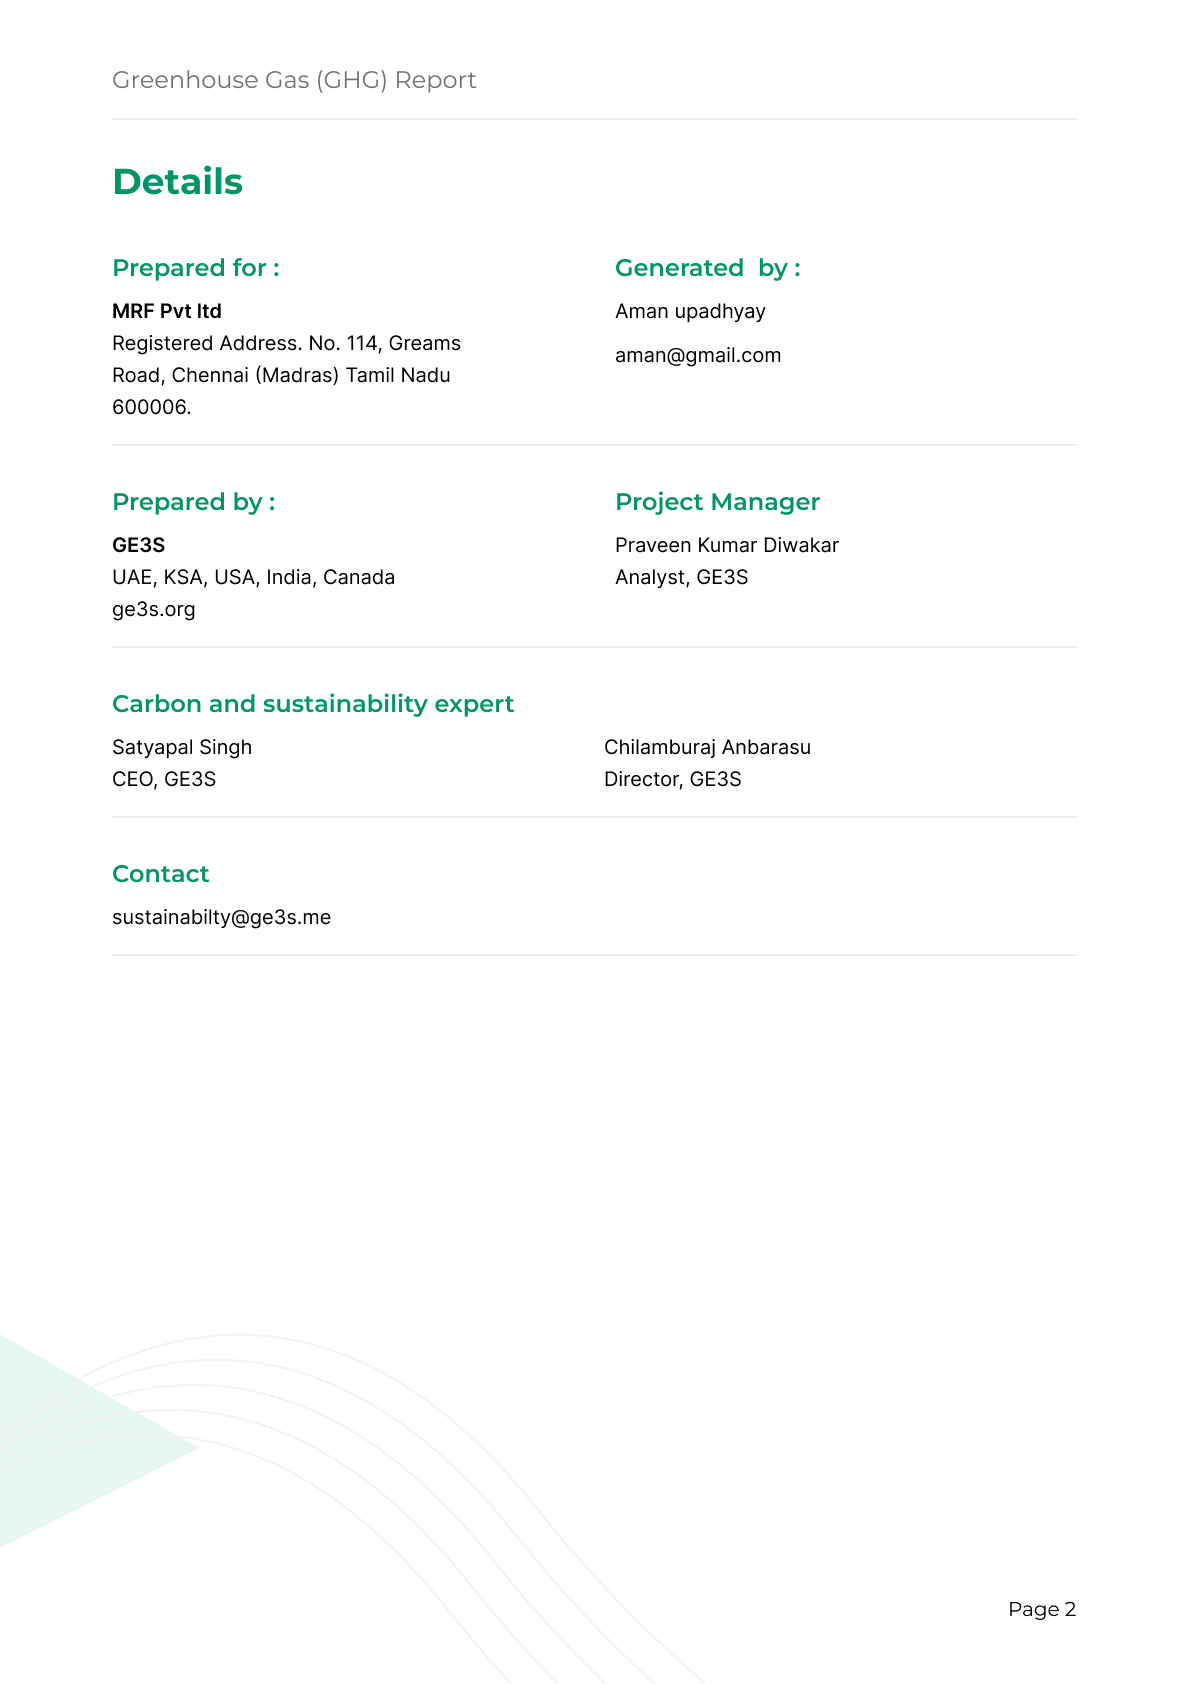 Greenhouse Gas (GHG) Report
Details
Prepared for :
MRF Pvt ltd
Registered Address. No. 114, Greams
Road, Chennai (Madras) Tamil Nadu
600006.
Generated  by :
Aman upadhyay
aman@gmail.com
Prepared by :
GE3S
UAE, KSA, USA, India, Canada
ge3s.org
Project Manager
Praveen Kumar Diwakar
Analyst, GE3S
Carbon and sustainability expert
Satyapal Singh
CEO, GE3S
Chilamburaj Anbarasu
Director, GE3S
Contact
sustainabilty@ge3s.me
Page 2